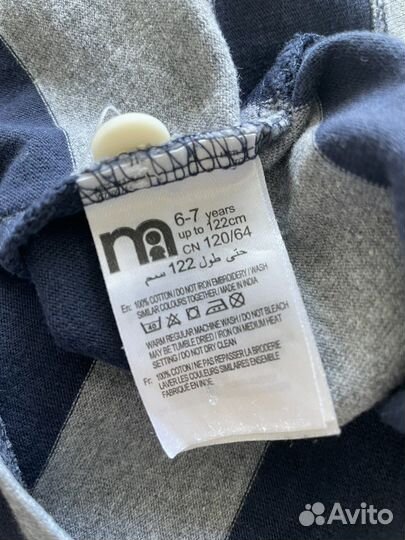 6-7 years
up to 122cm
CN 120/64
حتى طول 122 سم
En: 100% COTTON / DO NOT IRON EMBROIDERY / WASH
SIMILAR COLOURS TOGETHER / MADE IN INDIA
WARM REGULAR MACHINE WASH / DO NOT BLEACH
MAY BE TUMBLE DRIED / IRON ON MEDIUM HEAT
SETTING / DO NOT DRY CLEAN
Fr: 100% COTON / NE PAS REPASSER LA BRODERIE
LAVER LES COULEURS SIMILAIRES ENSEMBLE
FABRIQUÉ EN INDE
Avito